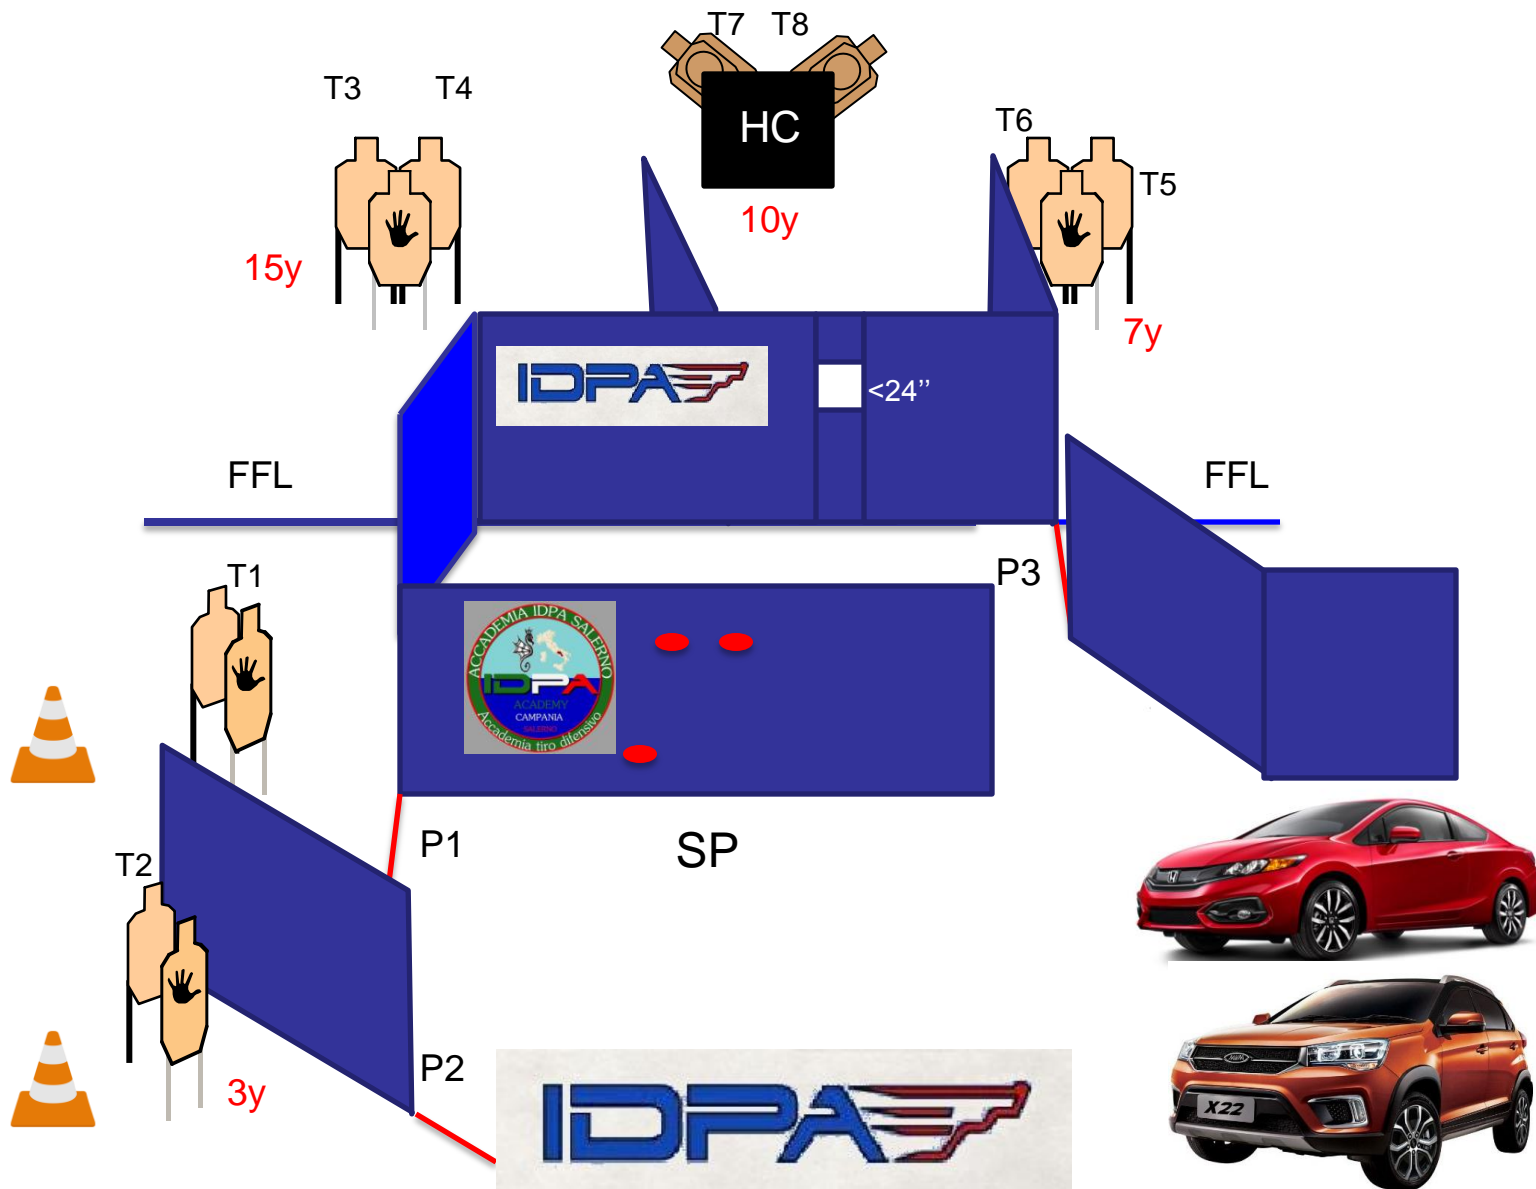 T7 T8
T3 T4
HC
T6
T5
10y
15y
7y
IDPA
<24’’
FFL
FFL
P3
T1
ACCADEMIA IDPA SALERNO
IDPA
ACADEMY
CAMPANIA
SALERNO
Accademia tiro difensivo
P1
SP
T2
P2
3y
IDPA
X22